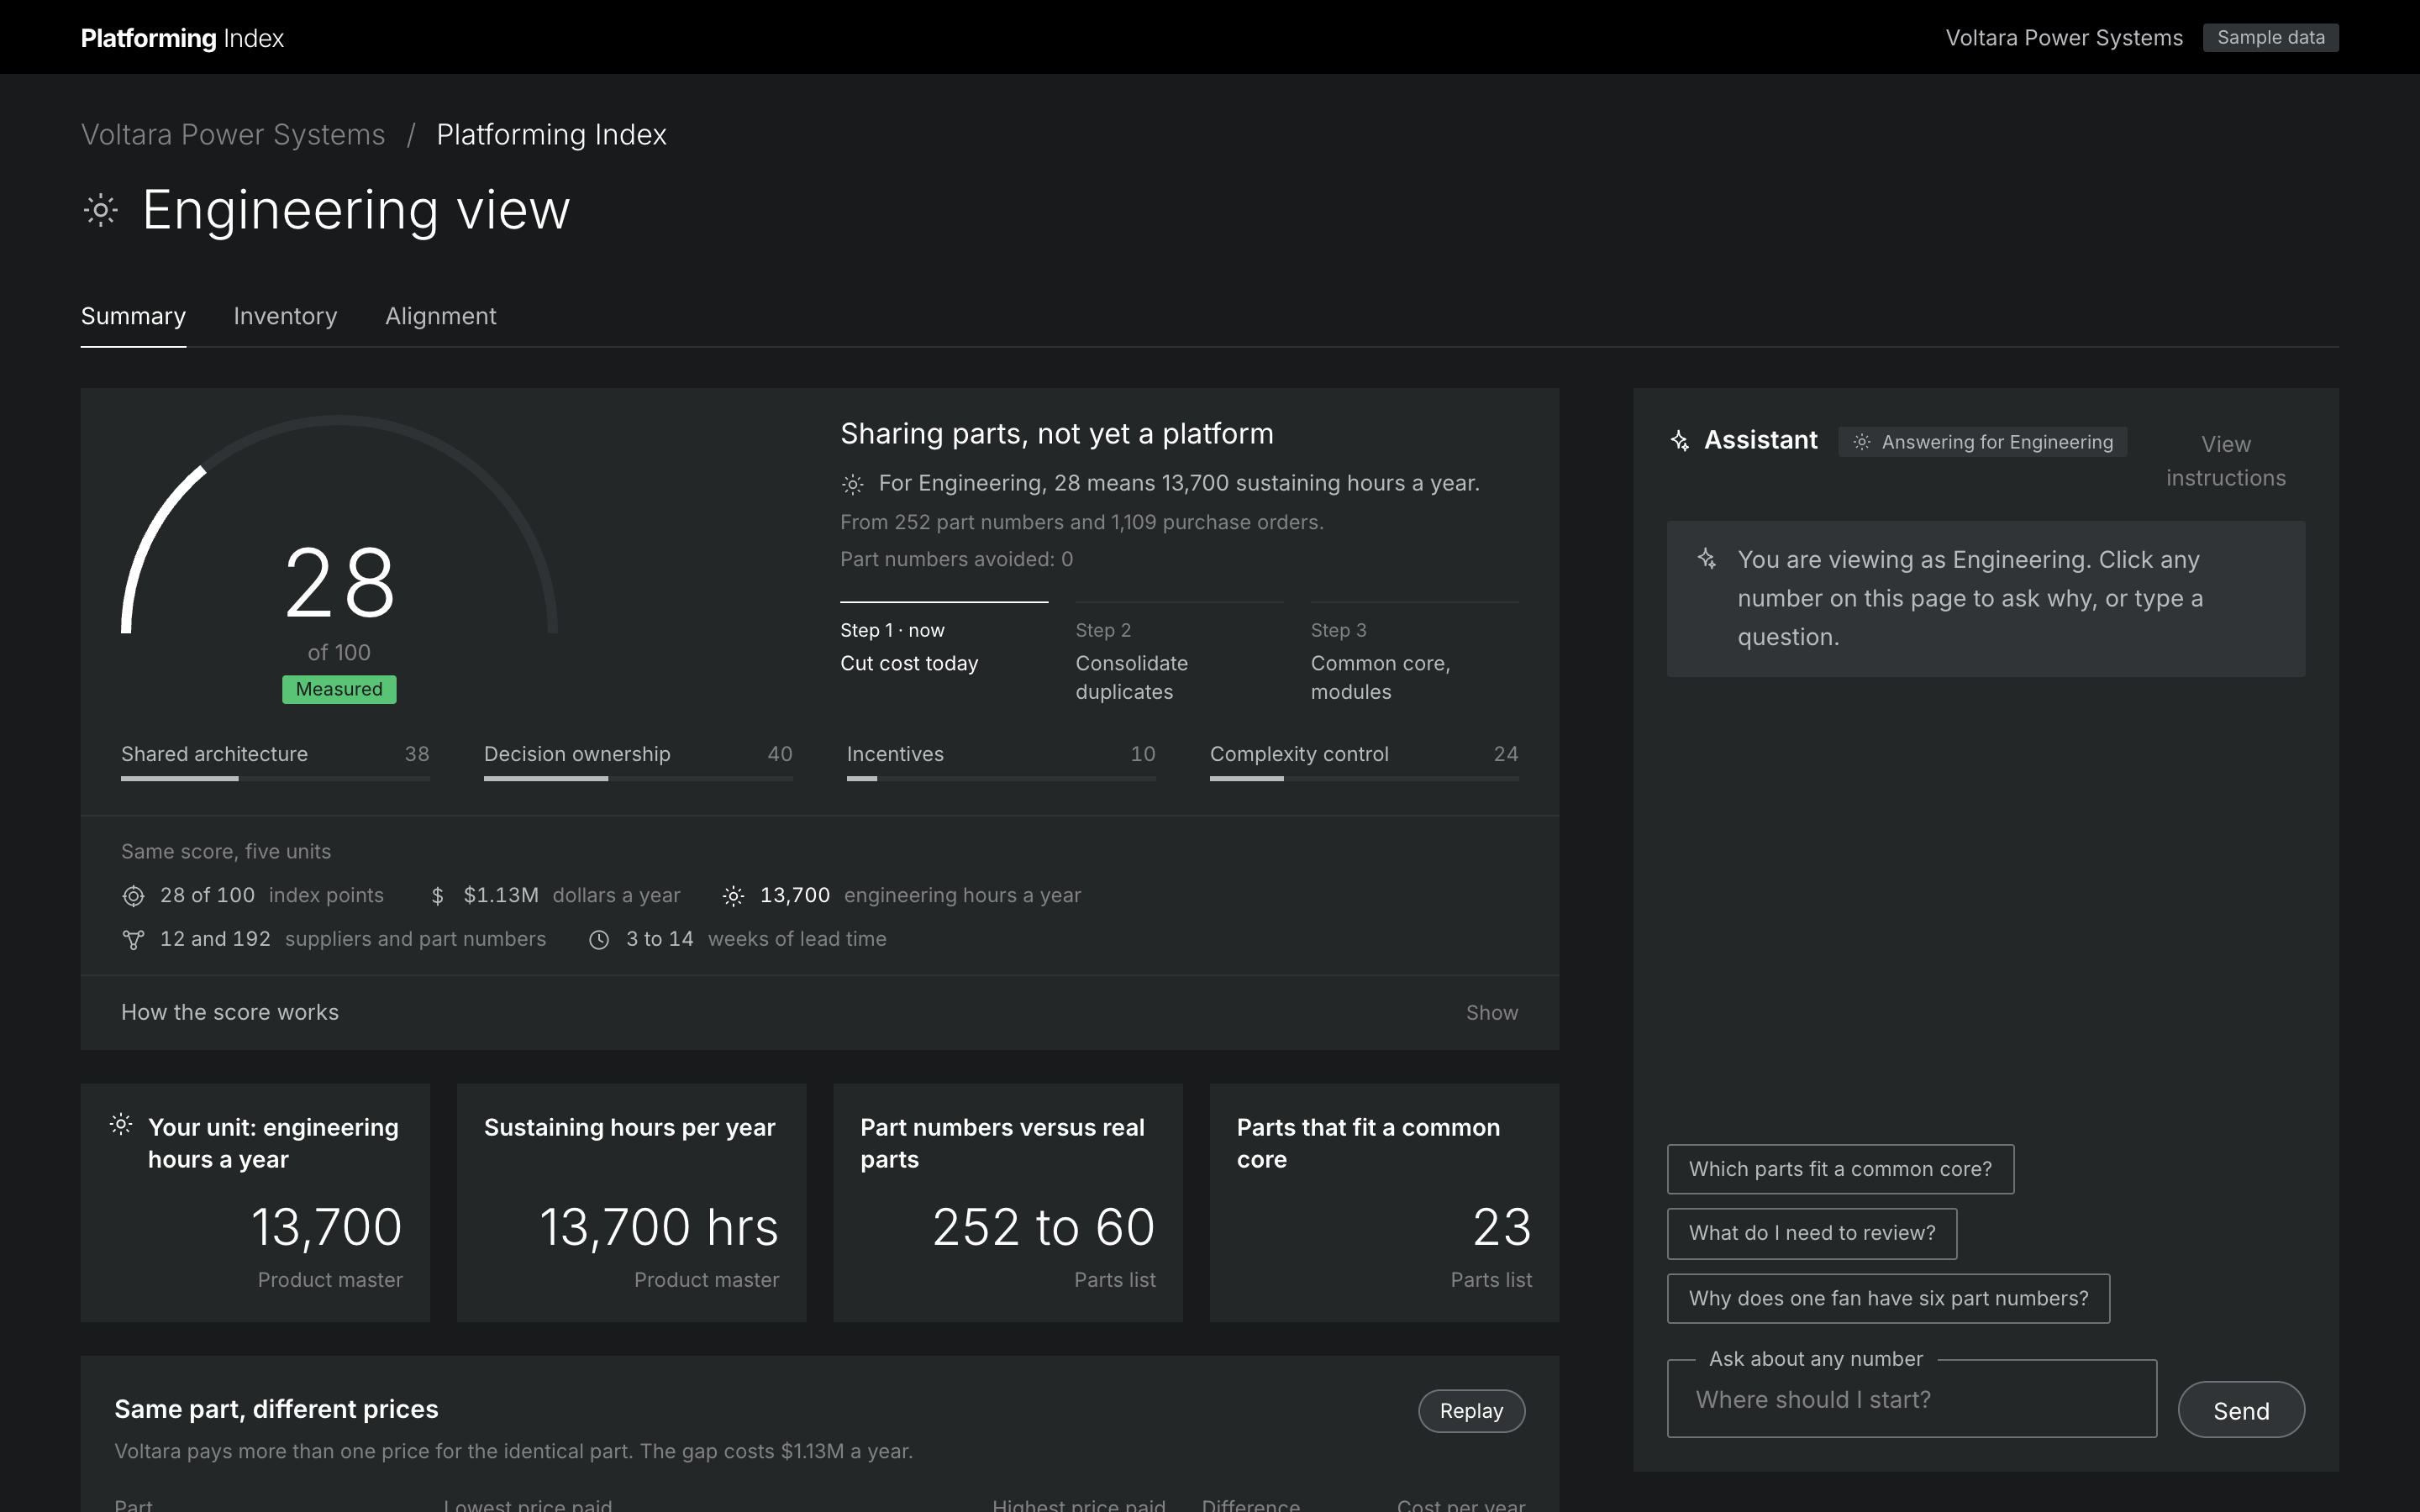 Platforming Index
Voltara Power Systems
Sample data
Voltara Power Systems / Platforming Index
Engineering view
Summary
Inventory
Alignment
28
of 100
Measured
Sharing parts, not yet a platform
For Engineering, 28 means 13,700 sustaining hours a year.
From 252 part numbers and 1,109 purchase orders.
Part numbers avoided: 0
Step 1 · now
Cut cost today
Step 2
Consolidate
duplicates
Step 3
Common core,
modules
Shared architecture 38
Decision ownership 40
Incentives 10
Complexity control 24
Same score, five units
28 of 100 index points
$ $1.13M dollars a year
13,700 engineering hours a year
12 and 192 suppliers and part numbers
3 to 14 weeks of lead time
How the score works
Show
Your unit: engineering
hours a year
13,700
Product master
Sustaining hours per year
13,700 hrs
Product master
Part numbers versus real
parts
252 to 60
Parts list
Parts that fit a common
core
23
Parts list
Same part, different prices
Replay
Voltara pays more than one price for the identical part. The gap costs $1.13M a year.
Part
Lowest price paid
Highest price paid
Difference
Cost per year
Assistant
Answering for Engineering
View
instructions
You are viewing as Engineering. Click any
number on this page to ask why, or type a
question.
Which parts fit a common core?
What do I need to review?
Why does one fan have six part numbers?
Ask about any number
Where should I start?
Send